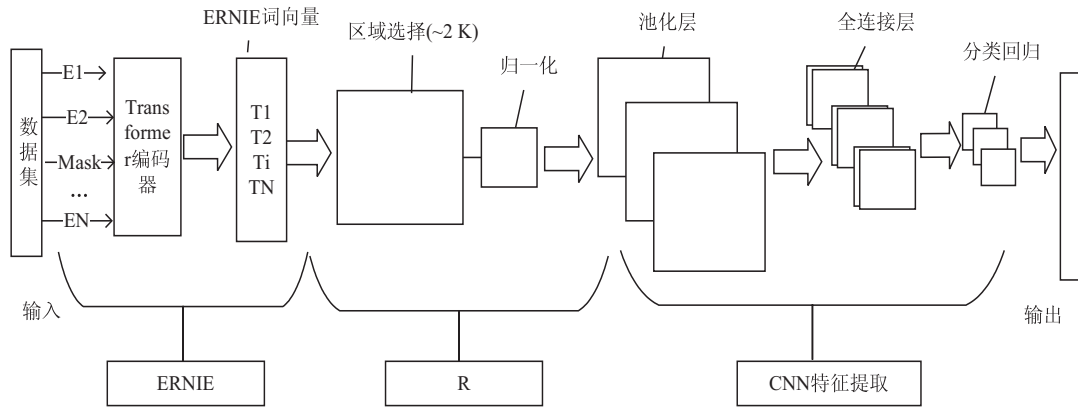 ERNIE词向量
区域选择(~2 K)
归一化
池化层
全连接层
分类回归
数
据
集
E1
E2
Mask
...
EN
Trans
forme
r编码
器
T1
T2
Ti
TN
输入
输出
ERNIE
R
CNN特征提取